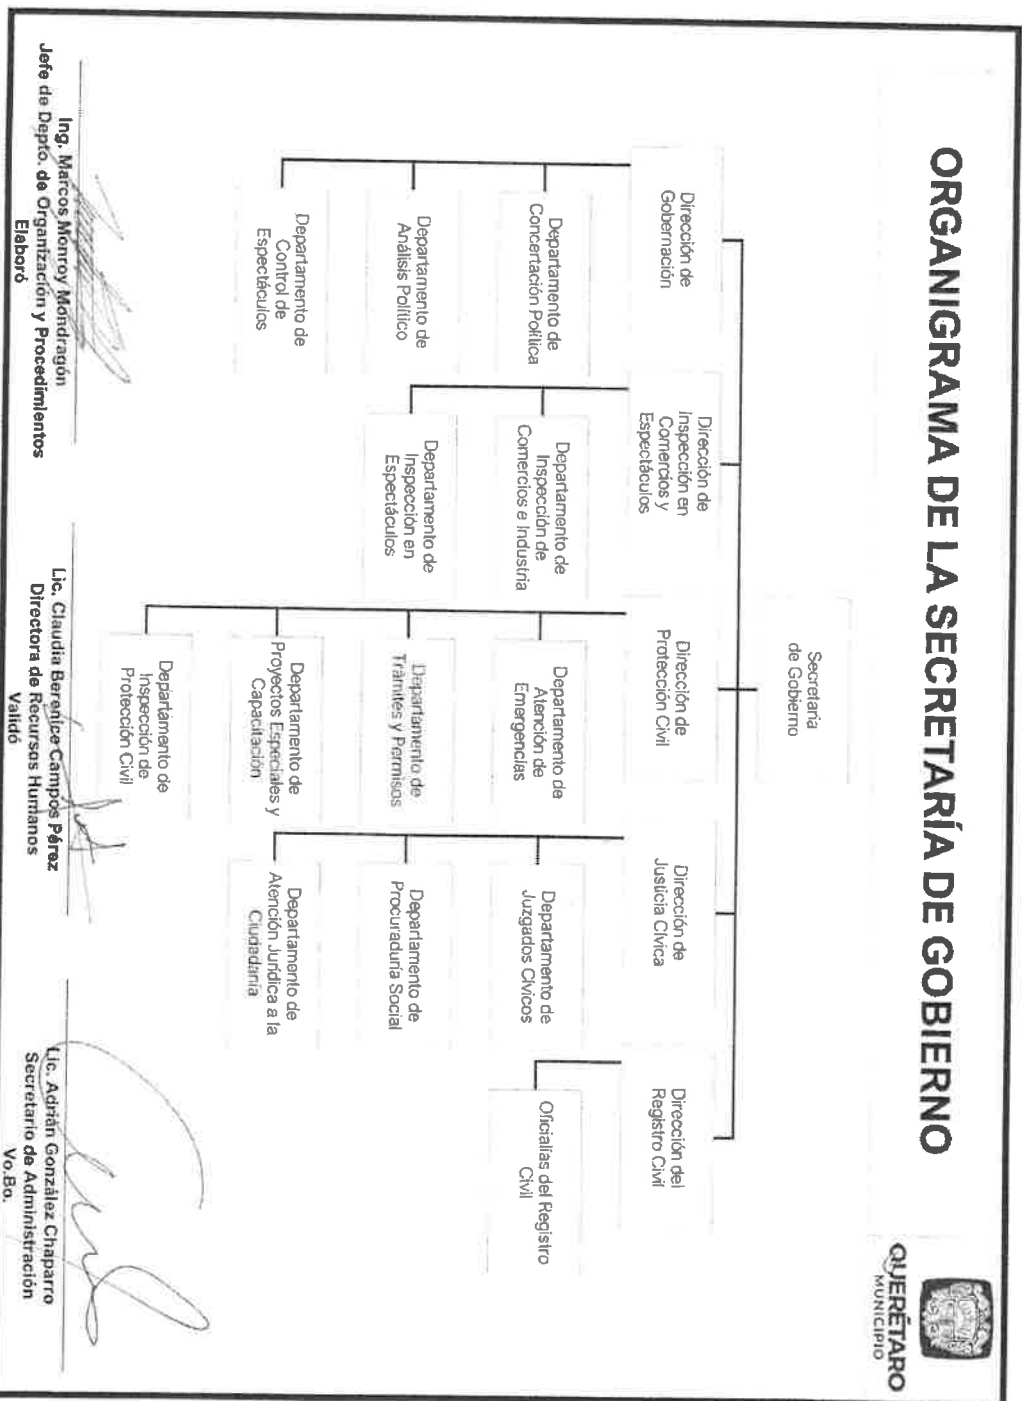 ORGANIGRAMA DE LA SECRETARÍA DE GOBIERNO
QUERÉTARO
MUNICIPIO
Secretaría
de Gobierno
Dirección de
Gobernación
Departamento de
Concertación Política
Departamento de
Análisis Político
Departamento de
Control de
Espectáculos
Dirección de
Inspección en
Comercios y
Espectáculos
Departamento de
Inspección de
Comercios e Industria
Departamento de
Inspección en
Espectáculos
Dirección de
Protección Civil
Departamento de
Atención de
Emergencias
Departamento de
Trámites y Permisos
Departamento de
Proyectos Especiales y
Capacitación
Departamento de
Inspección de
Protección Civil
Dirección de
Justicia Cívica
Departamento de
Juzgados Cívicos
Departamento de
Procuraduría Social
Departamento de
Atención Jurídica a la
Ciudadanía
Dirección del
Registro Civil
Oficialías del Registro
Civil
Ing. Marcos Monroy Mondragón
Jefe de Depto. de Organización y Procedimientos
Elaboró
Lic. Claudia Berenice Campos Pérez
Directora de Recursos Humanos
Validó
Lic. Adrián González Chaparro
Secretario de Administración
Vo.Bo.